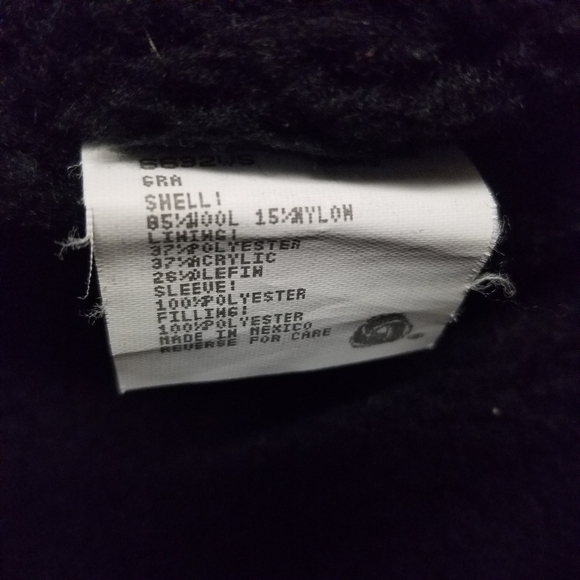 6692WS
GRA
SHELL:
85%WOOL 15%NYLON
LINING:
37%POLYESTER
37%ACRYLIC
26%OLEFIN
SLEEVE:
100%POLYESTER
FILLING:
100%POLYESTER
MADE IN MEXICO
REVERSE FOR CARE